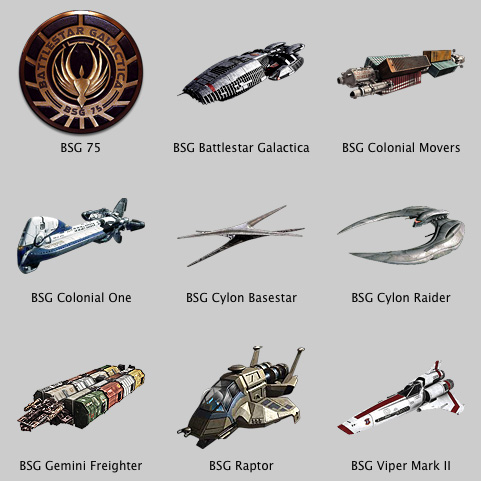 BATTLESTAR GALACTICA
BSG 75
BSG 75
BSG Battlestar Galactica
BSG Colonial Movers
BSG Colonial One
BSG Cylon Basestar
BSG Cylon Raider
7
BSG Gemini Freighter
BSG Raptor
BSG Viper Mark II